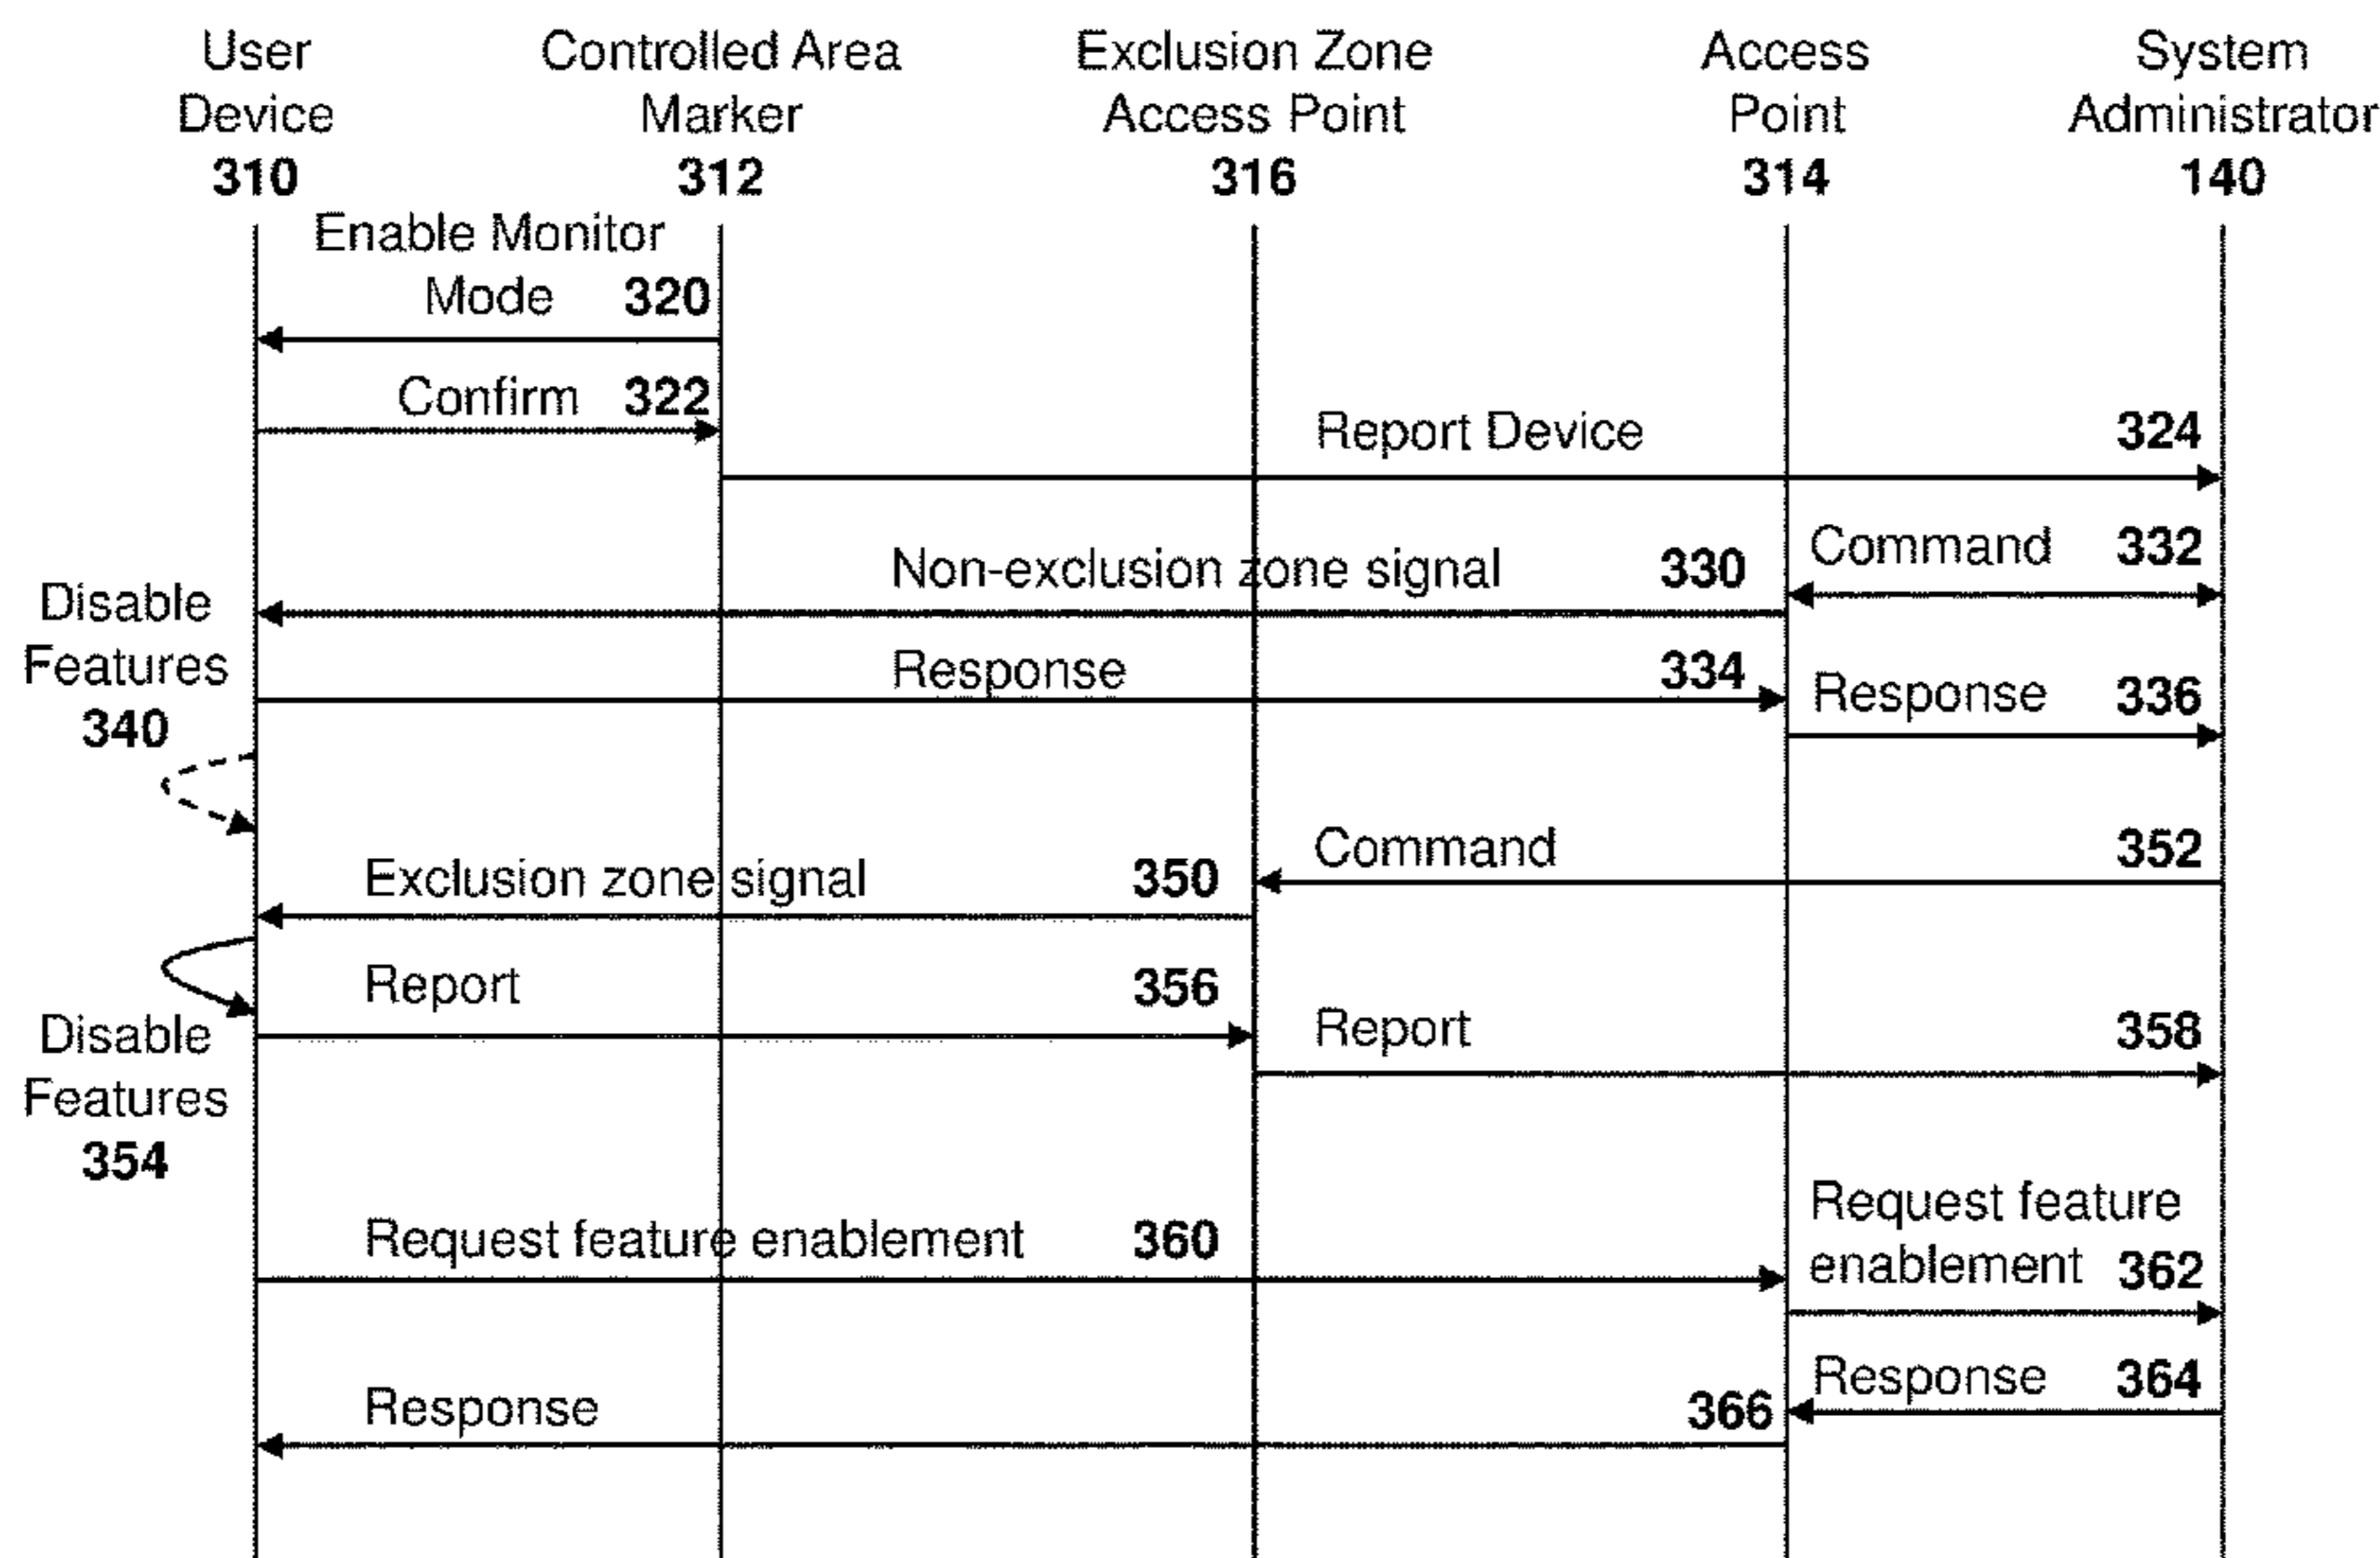 User
Device
310
Controlled Area
Marker
312
Exclusion Zone
Access Point
316
Access
Point
314
System
Administrator
140
Enable Monitor
Mode 320
Confirm 322
Report Device 324
Command 332
Non-exclusion zone signal 330
Disable
Features
340
Response 334
Response 336
Command 352
Exclusion zone signal 350
Report 356
Report 358
Disable
Features
354
Request feature enablement 360
Request feature
enablement 362
Response 364
Response 366